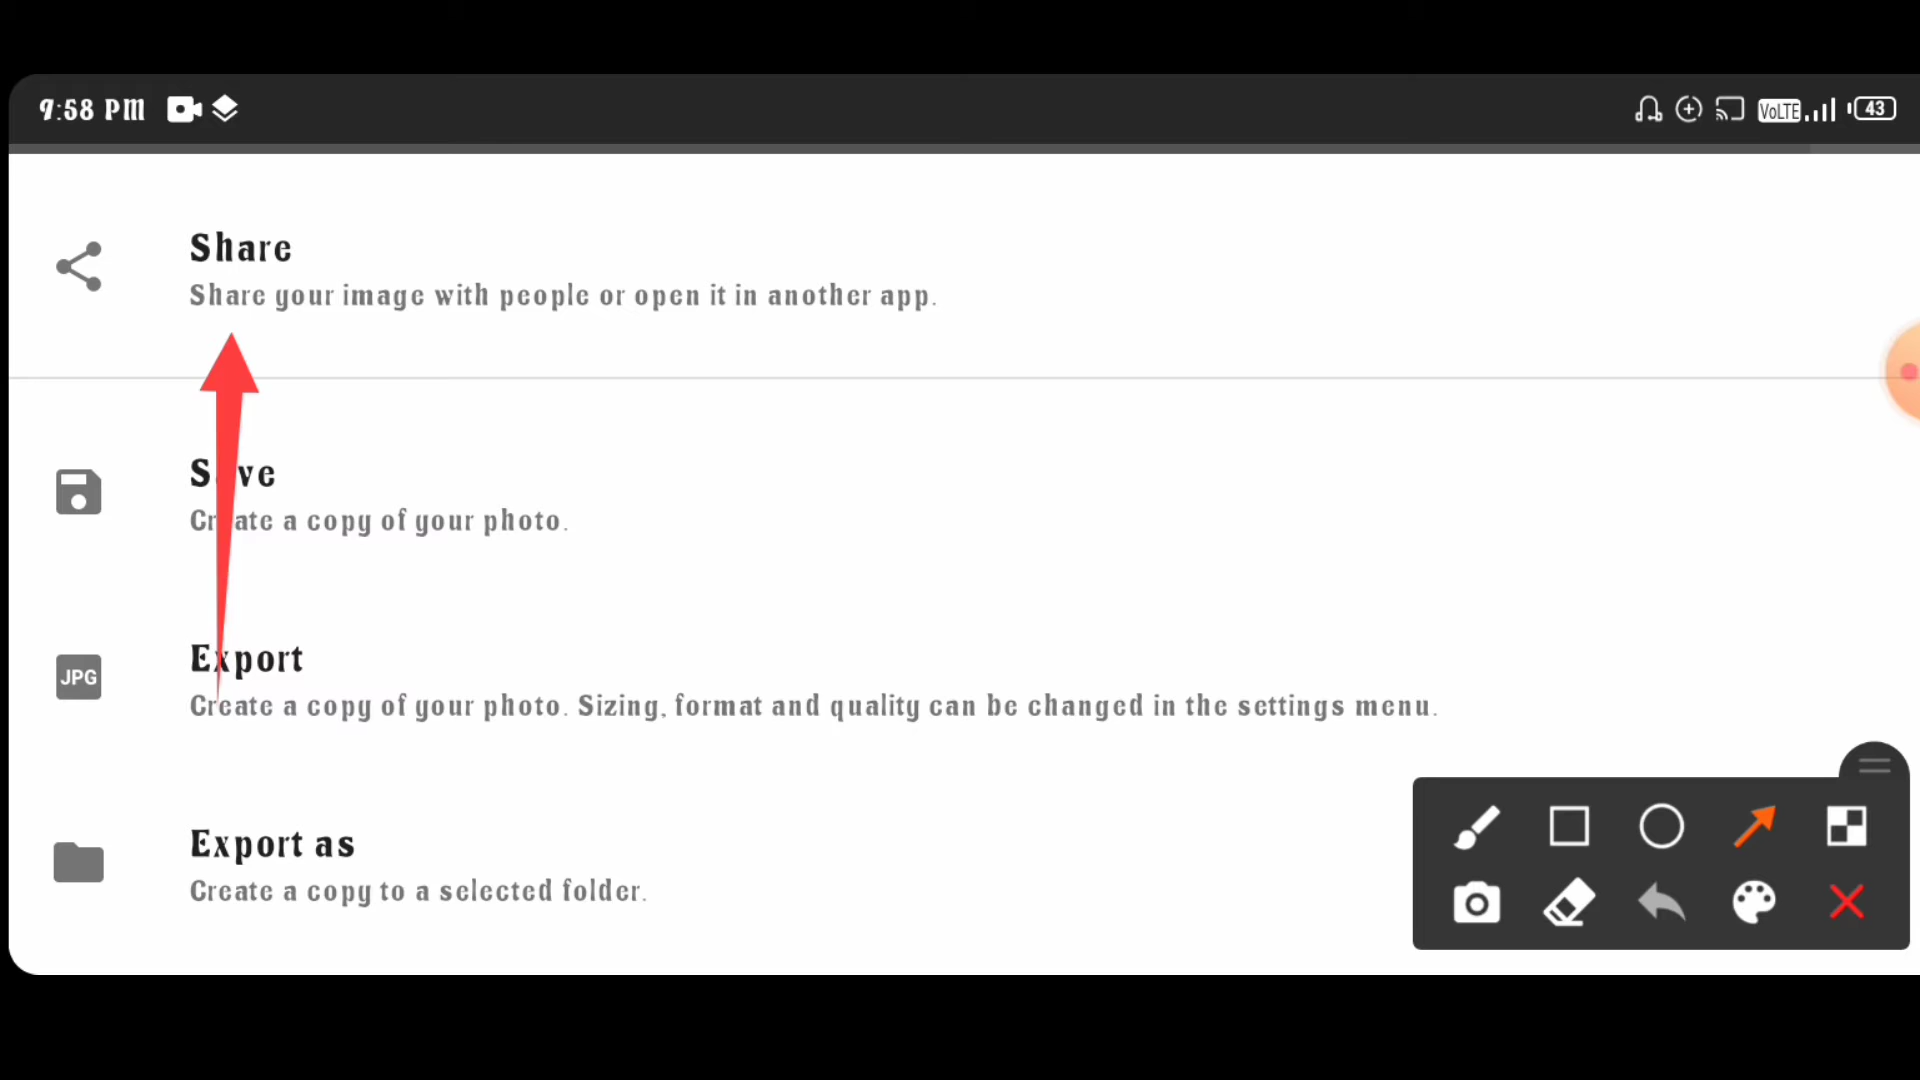 9:58 PM
VoLTE
43
Share
Share your image with people or open it in another app.
Save
Create a copy of your photo.
Export
Create a copy of your photo. Sizing, format and quality can be changed in the settings menu.
JPG
Export as
Create a copy to a selected folder.